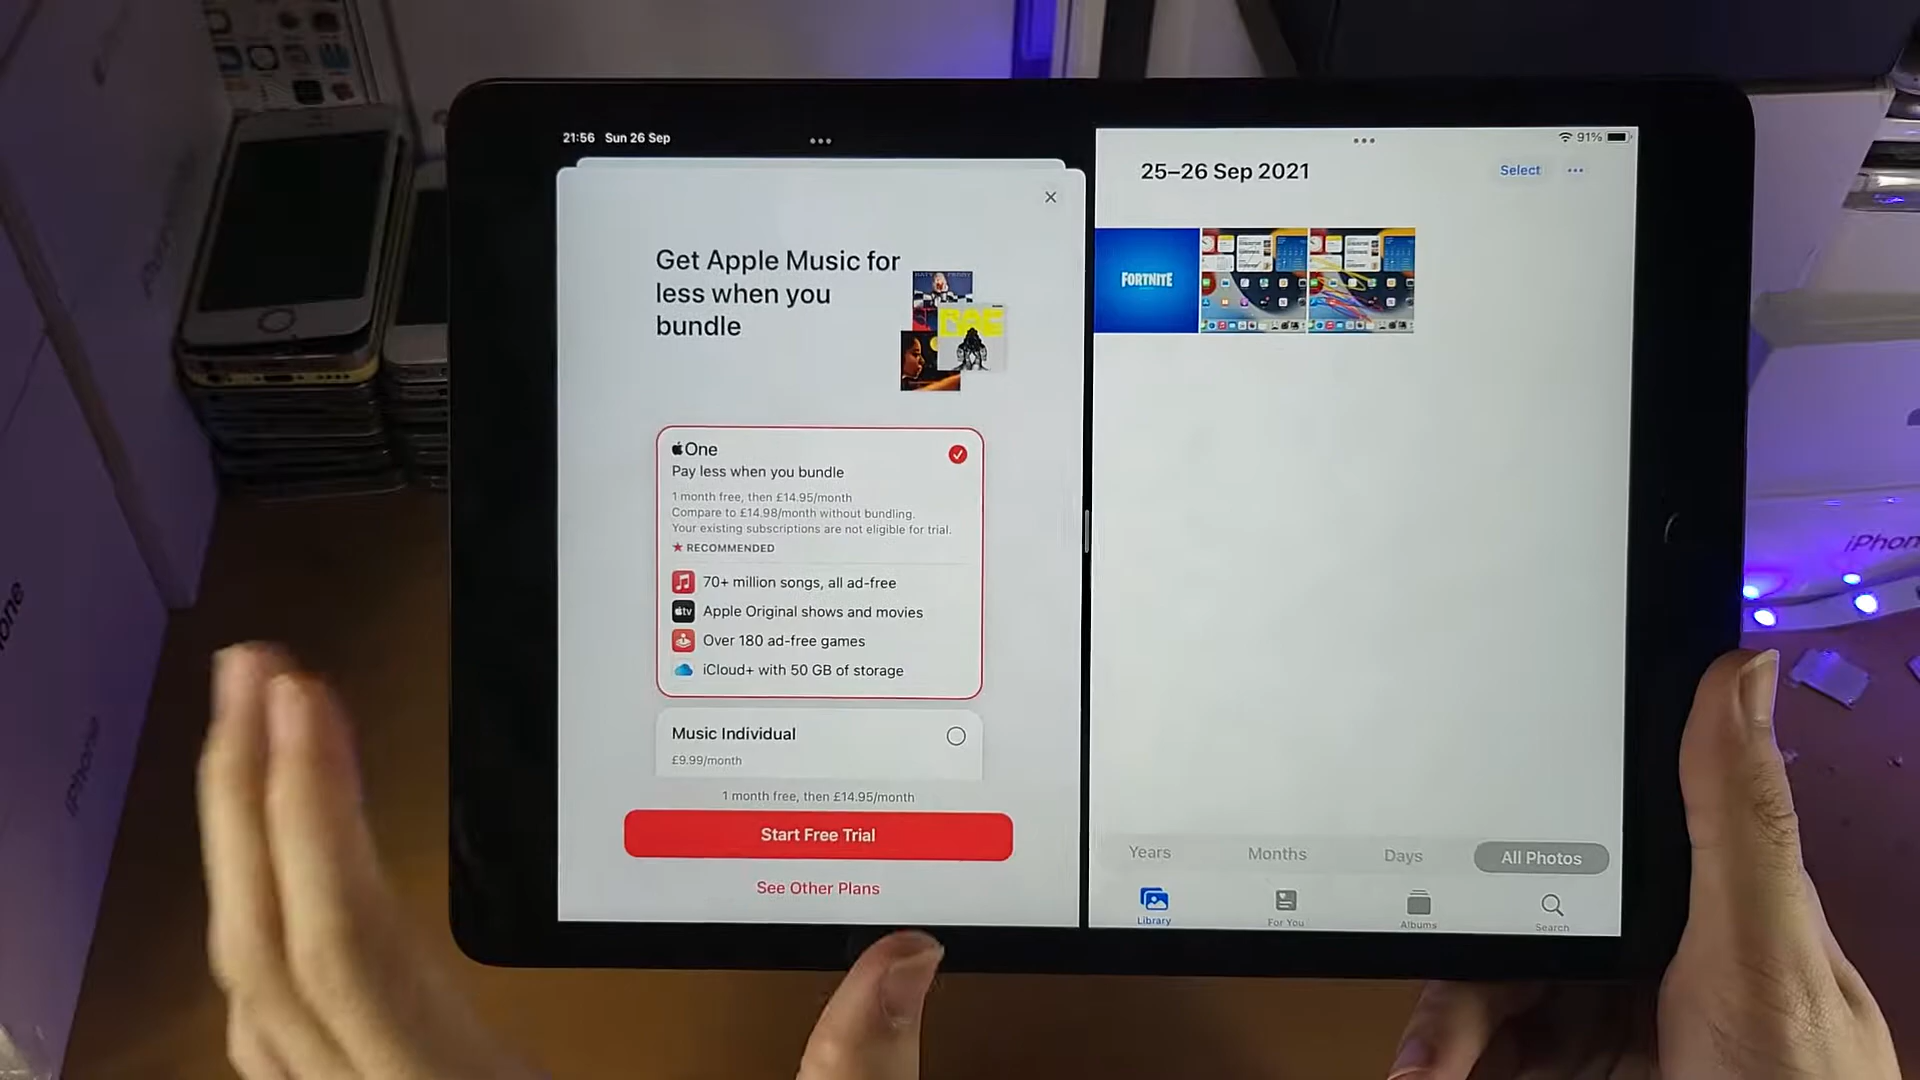 21:56 Sun 26 Sep
91%
Get Apple Music for
less when you
bundle
One
Pay less when you bundle
1 month free, then £14.95/month
Compare to £14.98/month without bundling.
Your existing subscriptions are not eligible for trial.
★ RECOMMENDED
70+ million songs, all ad-free
tv
Apple Original shows and movies
Over 180 ad-free games
iCloud+ with 50 GB of storage
Music Individual
£9.99/month
1 month free, then £14.95/month
Start Free Trial
See Other Plans
25–26 Sep 2021
Select
FORTNITE
Years
Months
Days
All Photos
Library
For You
Albums
Search
iPhone